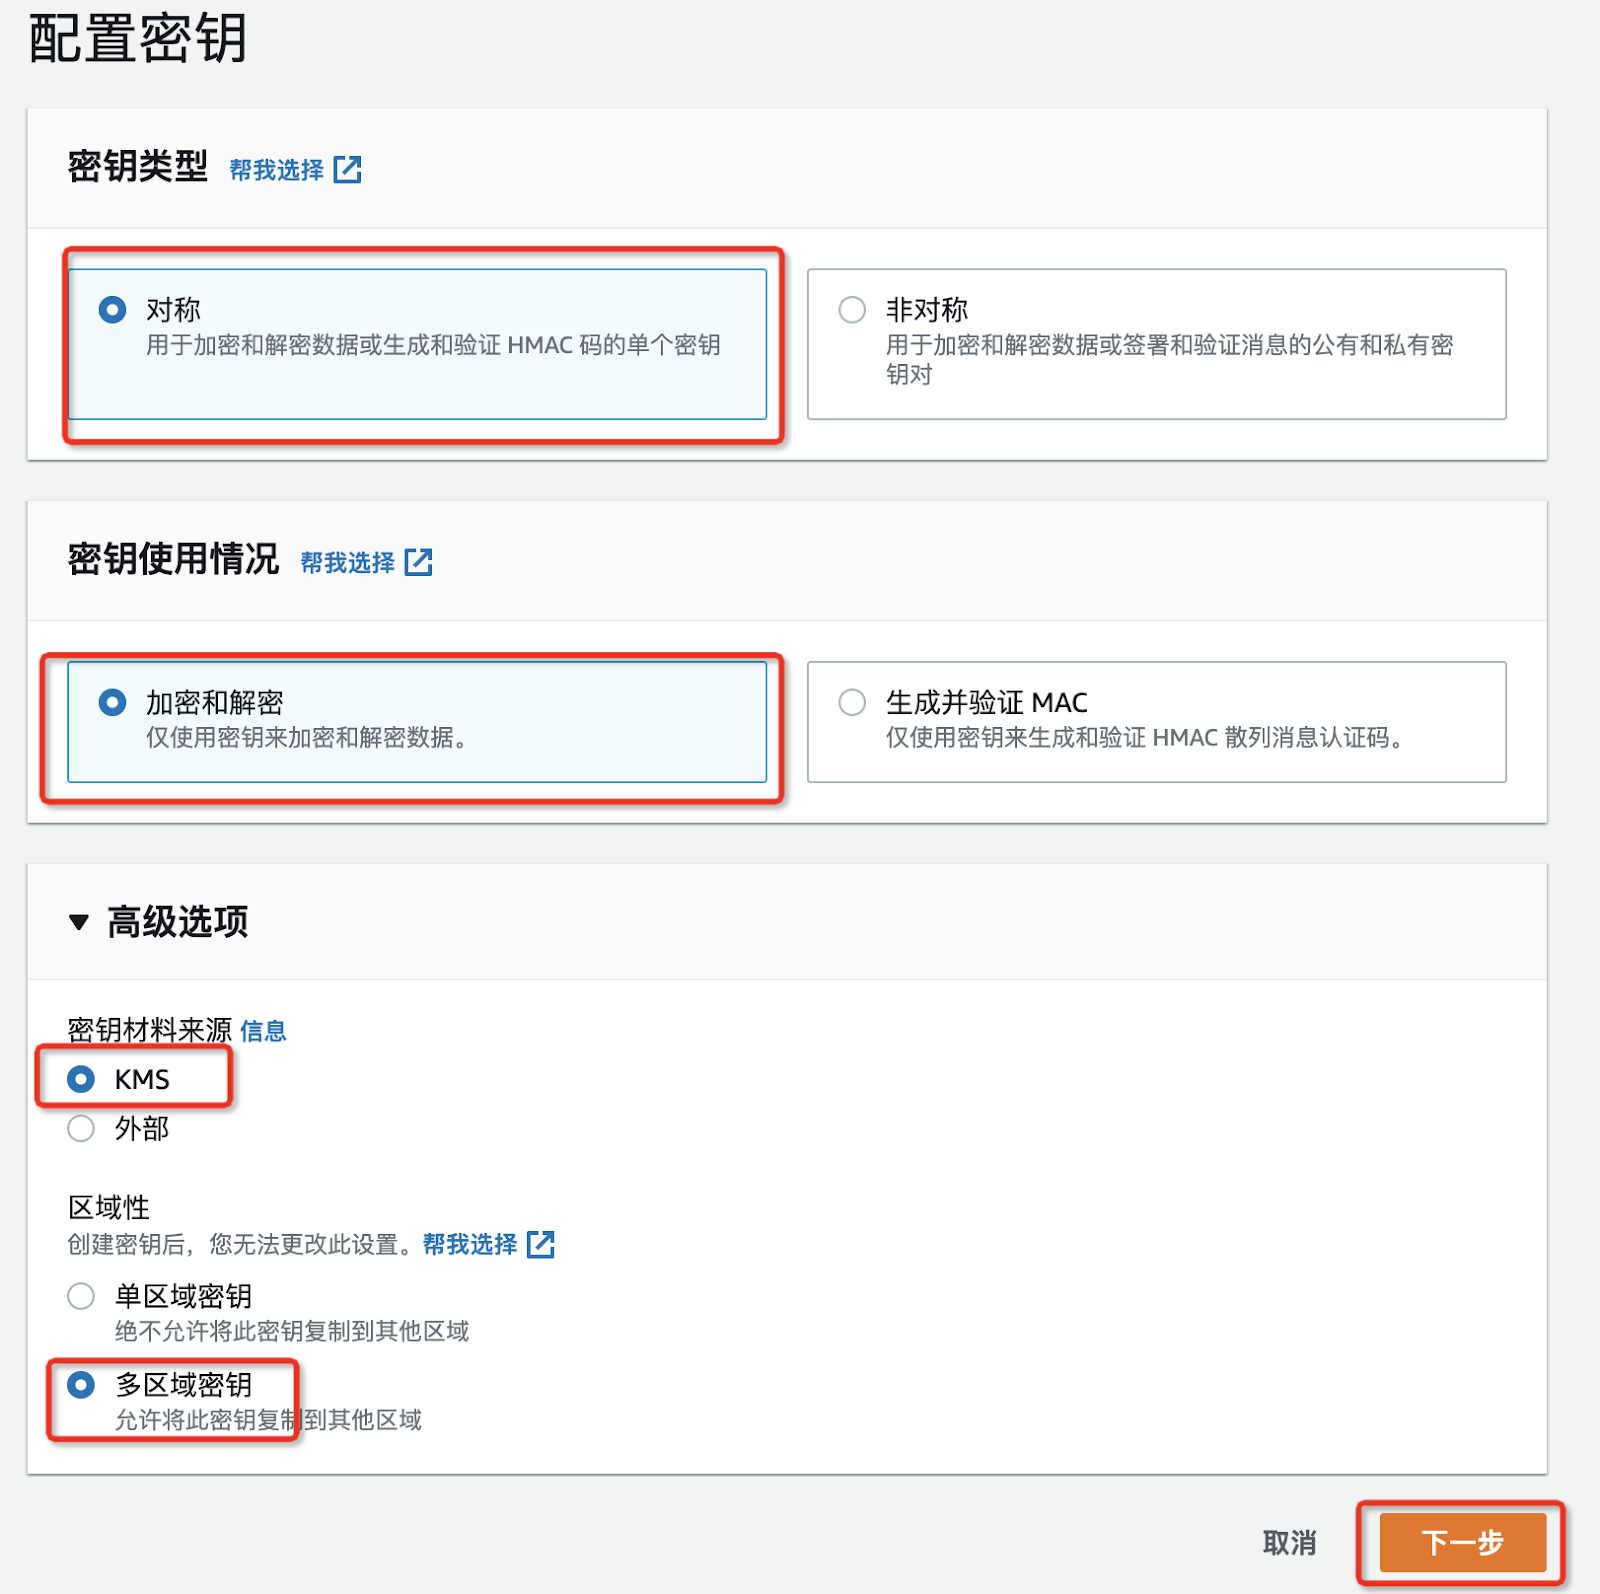 配置密钥
密钥类型 帮我选择
对称
用于加密和解密数据或生成和验证 HMAC 码的单个密钥
非对称
用于加密和解密数据或签署和验证消息的公有和私有密
钥对
密钥使用情况 帮我选择
加密和解密
仅使用密钥来加密和解密数据。
生成并验证 MAC
仅使用密钥来生成和验证 HMAC 散列消息认证码。
高级选项
密钥材料来源 信息
KMS
外部
区域性
创建密钥后，您无法更改此设置。帮我选择
单区域密钥
绝不允许将此密钥复制到其他区域
多区域密钥
允许将此密钥复制到其他区域
取消 下一步